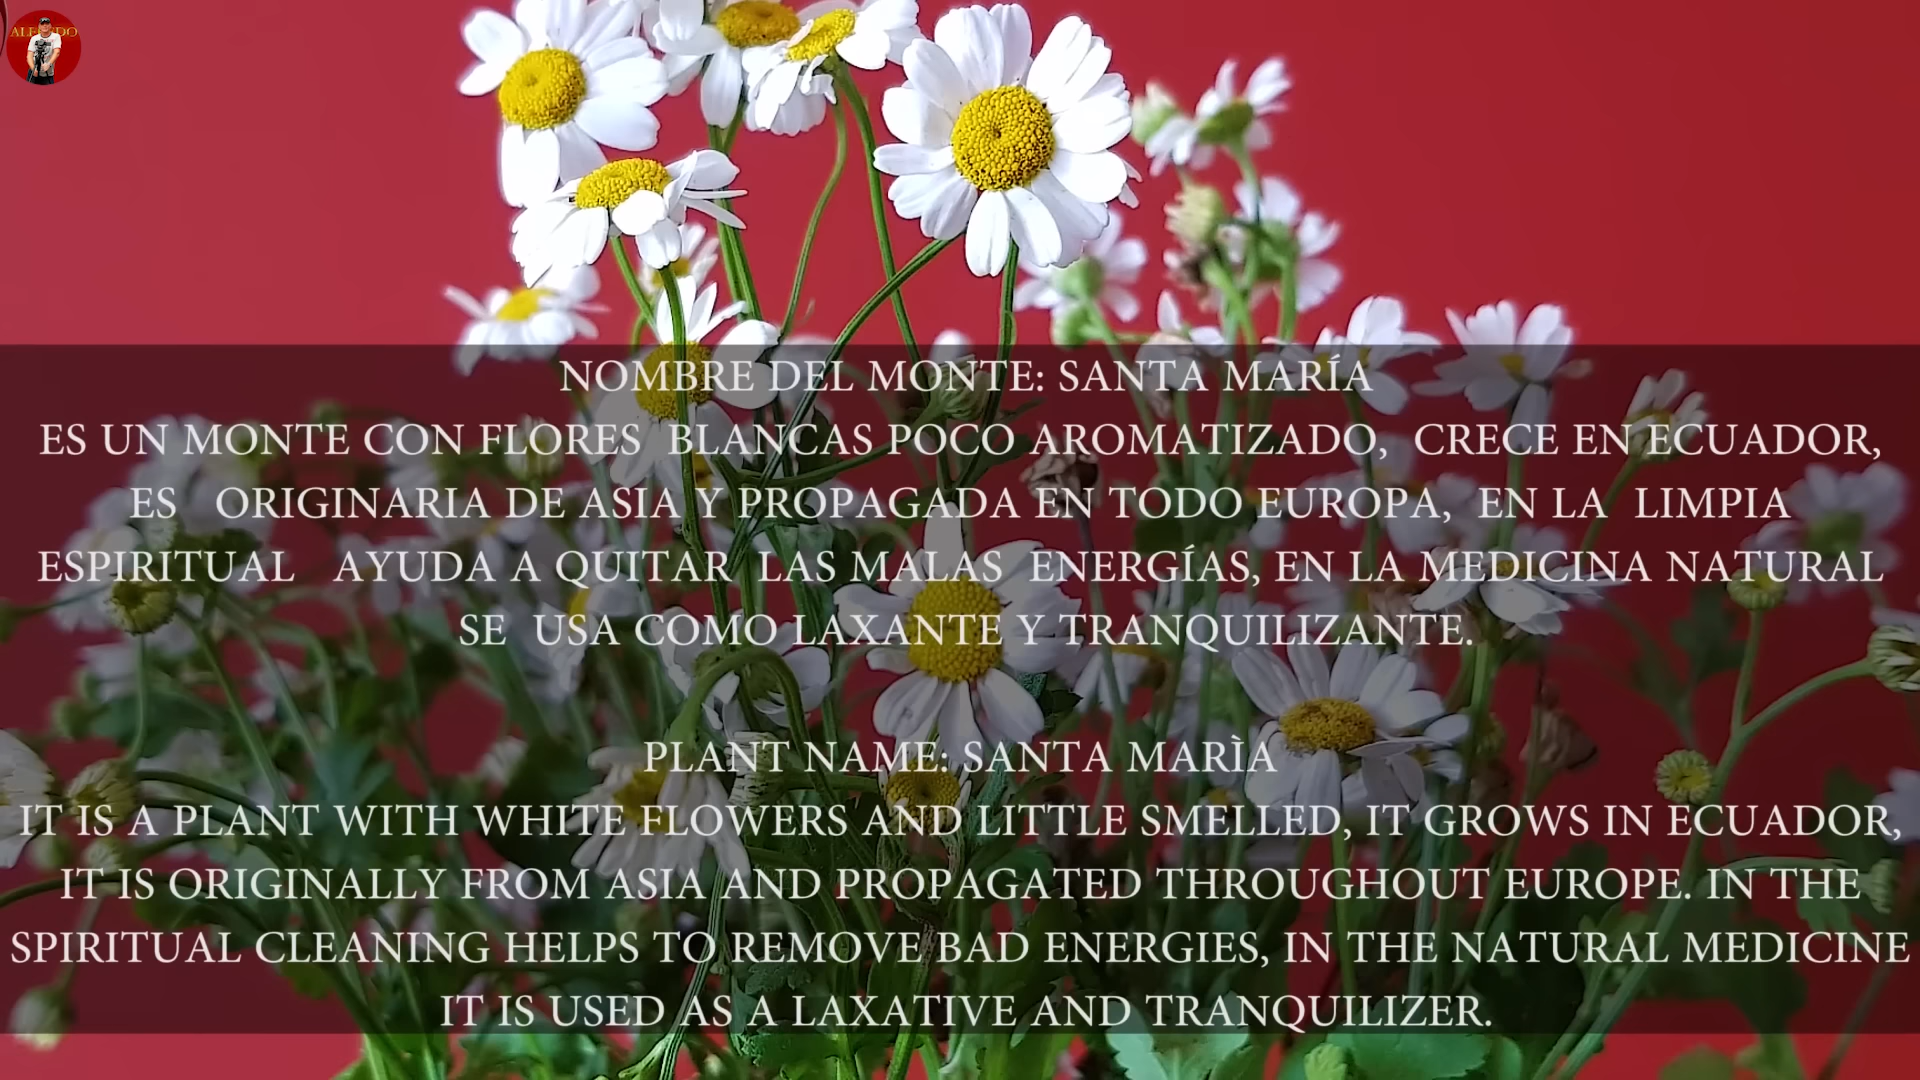 NOMBRE DEL MONTE: SANTA MARÍA
ES UN MONTE CON FLORES BLANCAS POCO AROMATIZADO, CRECE EN ECUADOR,
ES ORIGINARIA DE ASIA Y PROPAGADA EN TODO EUROPA, EN LA LIMPIA
ESPIRITUAL AYUDA A QUITAR LAS MALAS ENERGÍAS, EN LA MEDICINA NATURAL
SE USA COMO LAXANTE Y TRANQUILIZANTE.
PLANT NAME: SANTA MARÌA
IT IS A PLANT WITH WHITE FLOWERS AND LITTLE SMELLED, IT GROWS IN ECUADOR,
IT IS ORIGINALLY FROM ASIA AND PROPAGATED THROUGHOUT EUROPE. IN THE
SPIRITUAL CLEANING HELPS TO REMOVE BAD ENERGIES, IN THE NATURAL MEDICINE
IT IS USED AS A LAXATIVE AND TRANQUILIZER.